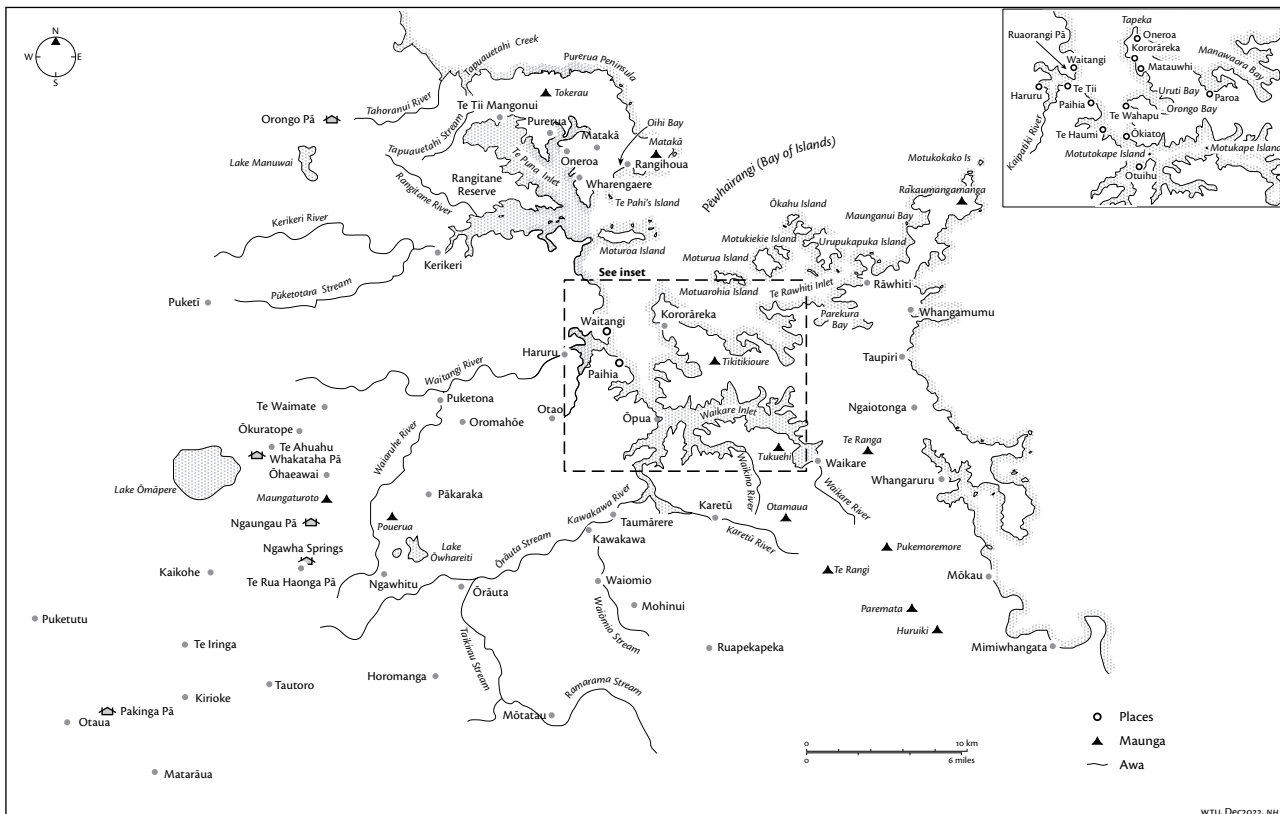 N
W
E
S
Tapuaetahi Creek
Purerua Peninsula
Tahoranui River
Tokerau
Te Tii Mangonui
Orongo Pā
Tapuaetahi Stream
Purerua
Matakā
Oihi Bay
Matakā
Oneroa
Rangihoua
Lake Manuwai
Te Puna Inlet
Rangitane
Reserve
Wharengaere
Rangitane River
Te Pahi's Island
Kerikeri River
Kerikeri
Moturoa Island
Pēwhairangi (Bay of Islands)
Motukokako Is
Rākaumangamanga
Ōkahu Island
Maunganui Bay
Motukiekie Island
Urupukapuka Island
Moturua Island
See inset
Motuarohia Island
Te Rawhiti Inlet
Rāwhiti
Pūketotara Stream
Puketī
Parekura
Bay
Whangamumu
Waitangi
Kororāreka
Haruru
Paihia
Tikitikioure
Taupiri
Waitangi River
Te Waimate
Puketona
Oromahōe
Otao
Ōpua
Waikare Inlet
Ngaiotonga
Ōkuratope
Te Ahuahu
Whakataha Pā
Ōhaeawai
Waiaruhe River
Te Ranga
Tukuehi
Waikare
Whangaruru
Lake Ōmāpere
Maungaturoto
Pākaraka
Waikino River
Waikare River
Kawakawa River
Karetū
Otamaua
Ngaungau Pā
Pouerua
Taumārere
Karetū River
Kawakawa
Ngawha Springs
Lake
Ōwhareiti
Ōrāuta Stream
Pukemoremore
Te Rua Haonga Pā
Kaikohe
Ngawhitu
Ōrāuta
Waiomio
Te Rangi
Mōkau
Mohinui
Waiōmio Stream
Paremata
Huruiki
Puketutu
Te Iringa
Taikirau Stream
Ruapekapeka
Mimiwhangata
Horomanga
Tautoro
Ramarama Stream
Kirioke
Pakinga Pā
Otaua
Mōtatau
Matarāua
Tapeka
Ruaorangi Pā
Oneroa
Kororāreka
Waitangi
Matauwhi
Manawaora Bay
Haruru
Te Tii
Uruti Bay
Paroa
Paihia
Orongo Bay
Te Wahapu
Te Haumi
Ōkiato
Kaipatiki River
Motutokape Island
Motukape Island
Otuihu
Places
Maunga
Awa
0
10 km
0
6 miles
WTU, Dec2022, NH